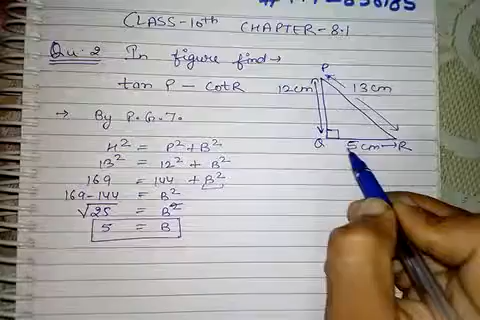 CLASS-10th CHAPTER-8.1
Qu.2 In figure find→
tan P - cot R
→ By P.G.T.
H² = P² + B²
13² = 12² + B²
169 = 144 + B²
169-144 = B²
√25 = B²
5 = B
P
12cm
13cm
Q
5cm→R